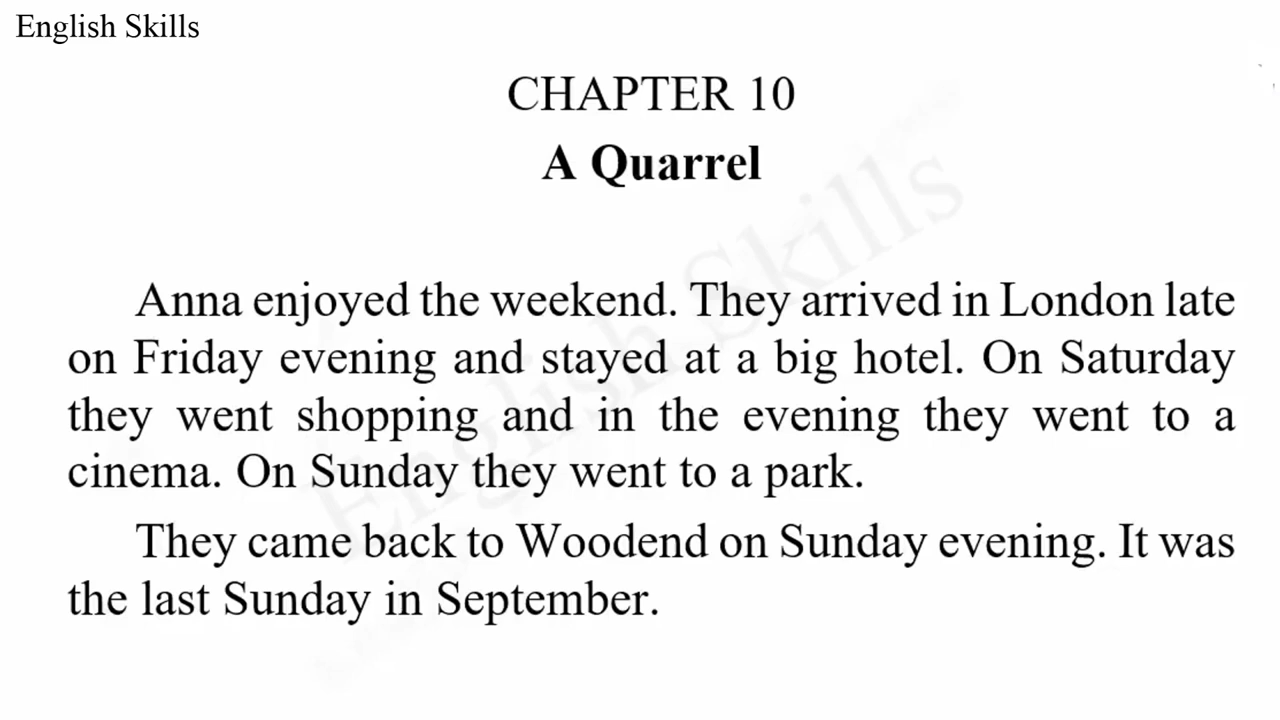 English Skills
CHAPTER 10
A Quarrel
Anna enjoyed the weekend. They arrived in London late
on Friday evening and stayed at a big hotel. On Saturday
they went shopping and in the evening they went to a
cinema. On Sunday they went to a park.
They came back to Woodend on Sunday evening. It was
the last Sunday in September.
English Skills